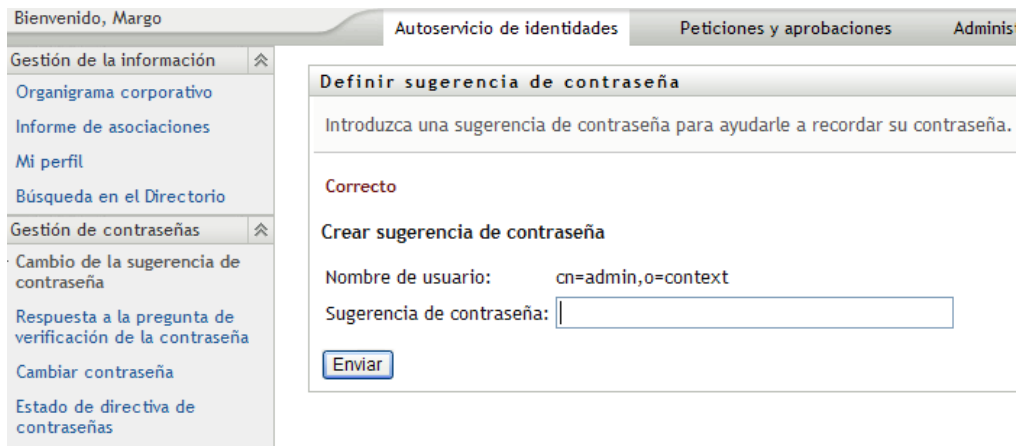 Bienvenido, Margo
Autoservicio de identidades
Peticiones y aprobaciones
Gestión de la información
Organigrama corporativo
Informe de asociaciones
Mi perfil
Búsqueda en el Directorio
Gestión de contraseñas
Cambio de la sugerencia de
contraseña
Respuesta a la pregunta de
verificación de la contraseña
Cambiar contraseña
Estado de directiva de
contraseñas
Definir sugerencia de contraseña
Introduzca una sugerencia de contraseña para ayudarle a recordar su contraseña.
Correcto
Crear sugerencia de contraseña
Nombre de usuario: cn=admin,o=context
Sugerencia de contraseña:
Enviar